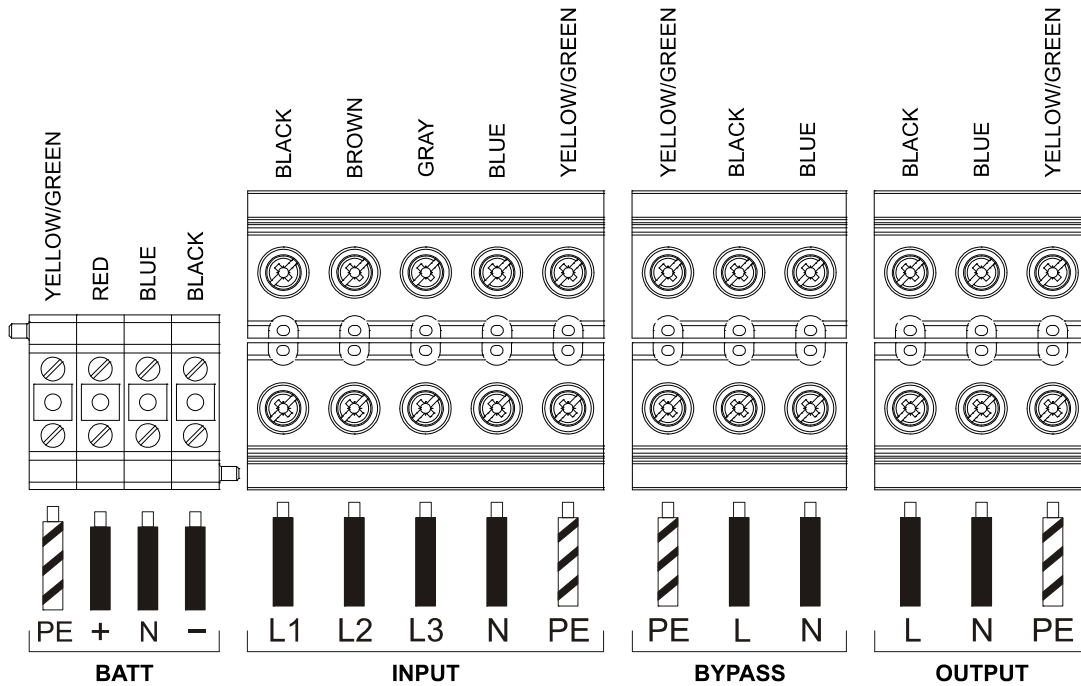 YELLOW/GREEN
RED
BLUE
BLACK
BLACK
BROWN
GRAY
BLUE
YELLOW/GREEN
YELLOW/GREEN
BLACK
BLUE
BLACK
BLUE
YELLOW/GREEN
PE + N −
L1 L2 L3 N PE
PE L N
L N PE
BATT
INPUT
BYPASS
OUTPUT